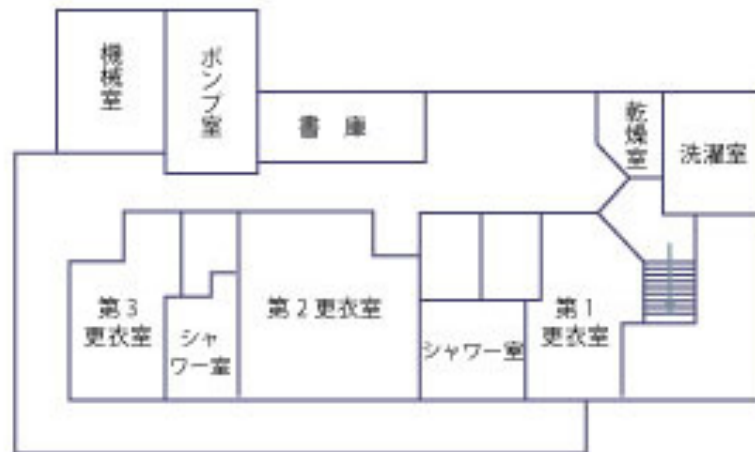 機械室
ポンプ室
書 庫
乾燥室
洗濯室
第3
更衣室
シャ
ワー室
第2更衣室
シャワー室
第1
更衣室